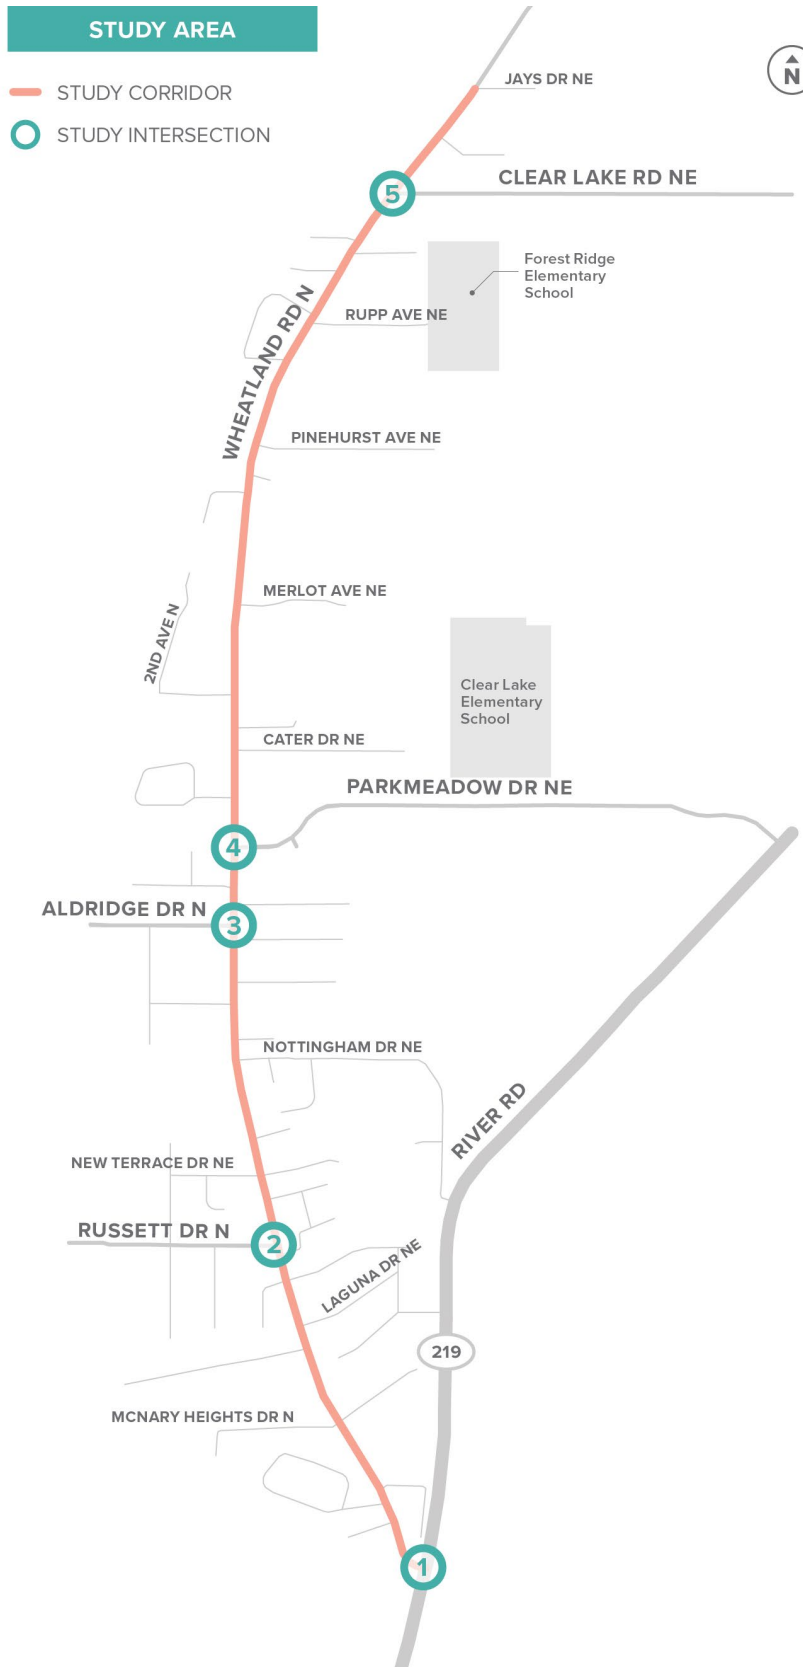 STUDY AREA
STUDY CORRIDOR
STUDY INTERSECTION
N
JAYS DR NE
5
CLEAR LAKE RD NE
Forest Ridge
Elementary
School
WHEATLAND RD N
RUPP AVE NE
PINEHURST AVE NE
MERLOT AVE NE
2ND AVE N
Clear Lake
Elementary
School
CATER DR NE
PARKMEADOW DR NE
4
ALDRIDGE DR N
3
NOTTINGHAM DR NE
RIVER RD
NEW TERRACE DR NE
RUSSETT DR N
2
LAGUNA DR NE
219
MCNARY HEIGHTS DR N
1